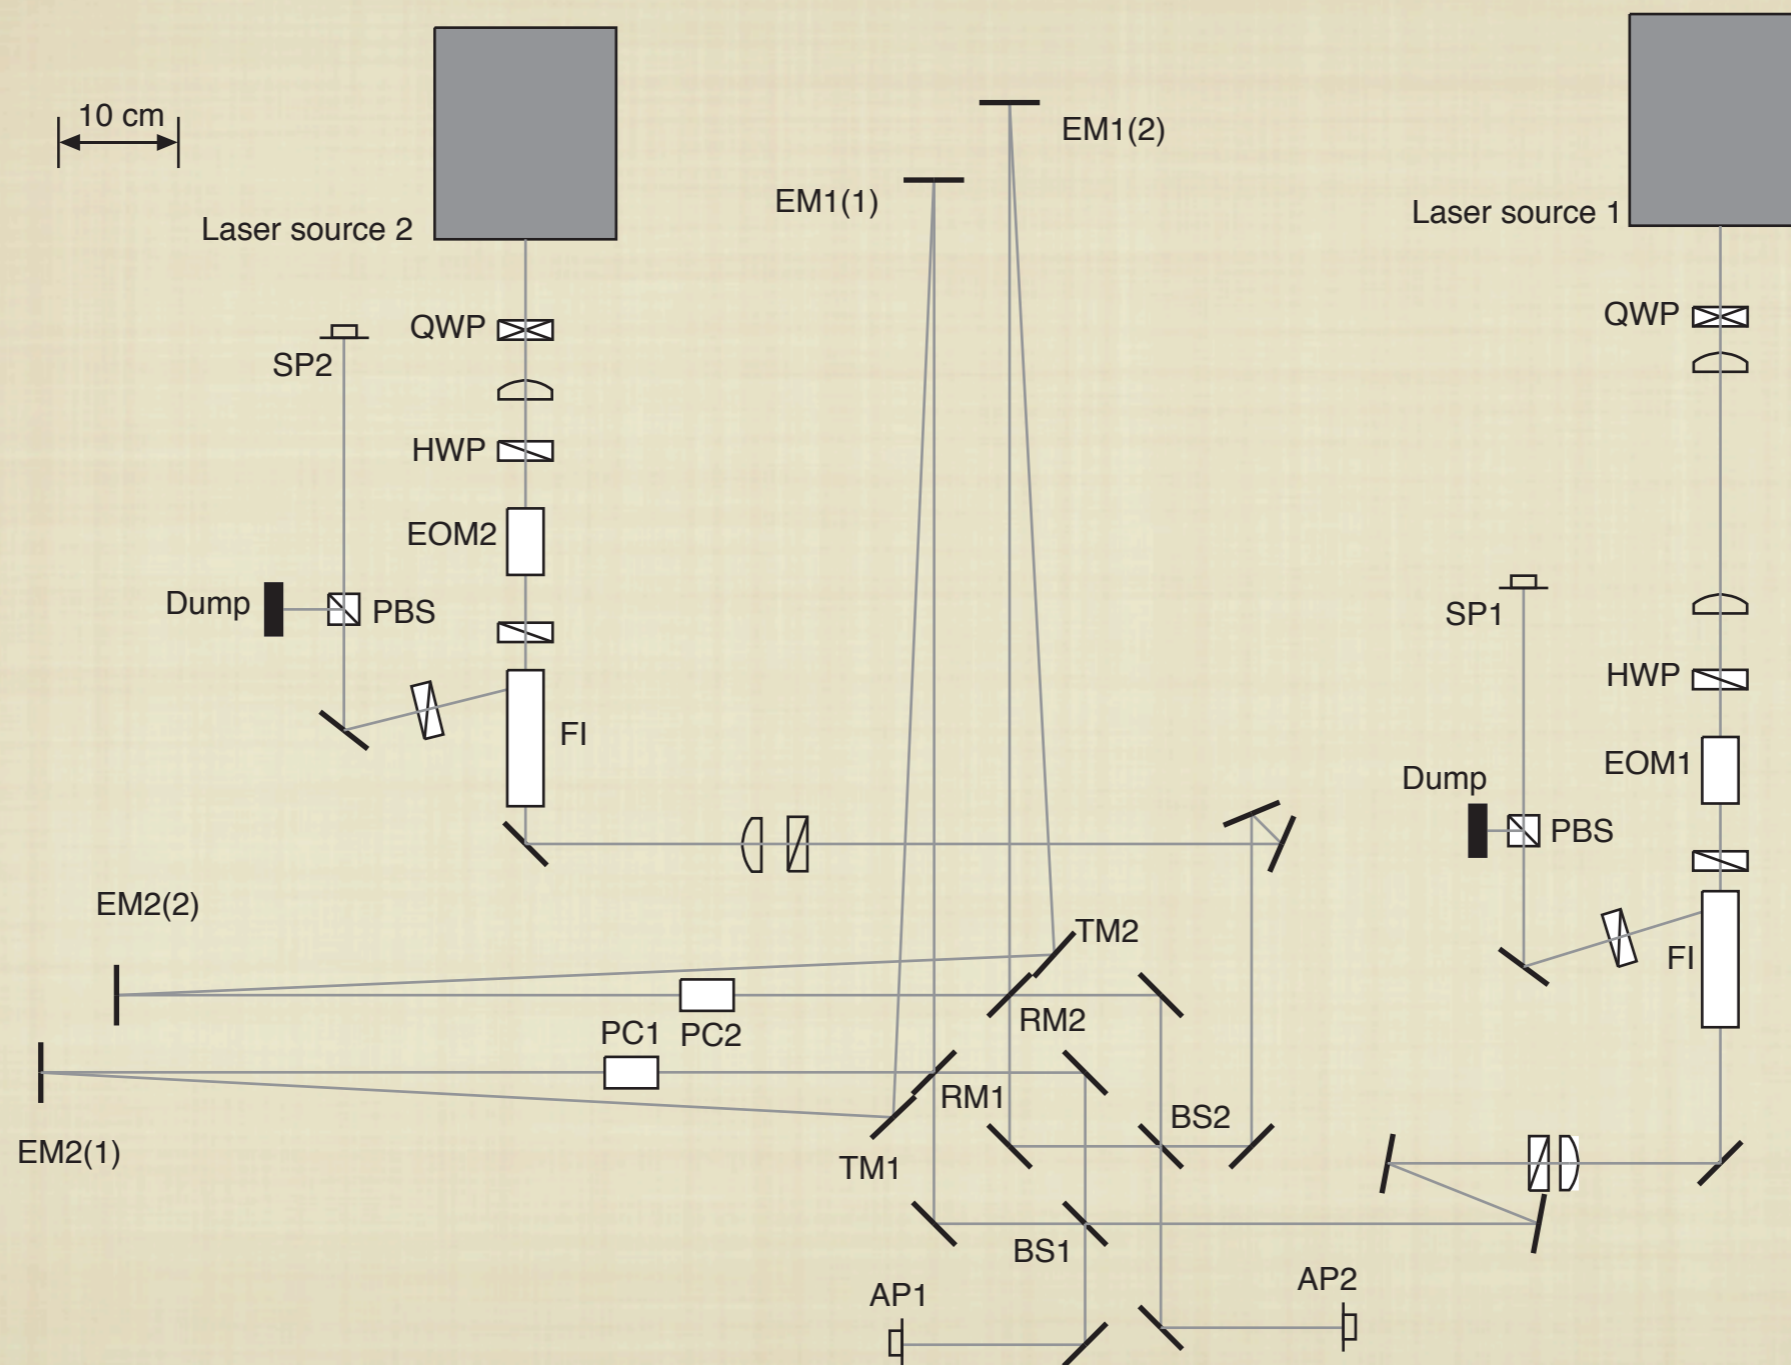 10 cm
EM1(2)
EM1(1)
Laser source 1
Laser source 2
QWP
QWP
SP2
HWP
EOM2
Dump
PBS
SP1
HWP
FI
EOM1
Dump
PBS
EM2(2)
TM2
FI
RM2
PC1
PC2
RM1
BS2
EM2(1)
TM1
BS1
AP2
AP1